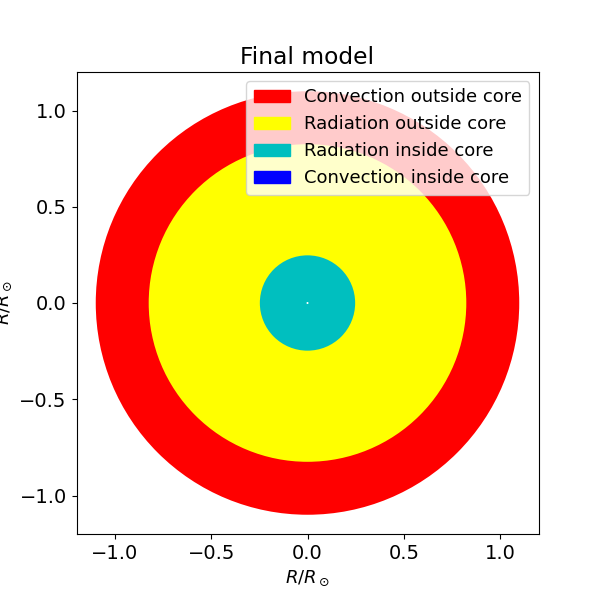 Final model
Convection outside core
Radiation outside core
Radiation inside core
Convection inside core
1.0
0.5
0.0
−0.5
−1.0
R/R⊙
−1.0 −0.5 0.0 0.5 1.0
R/R⊙